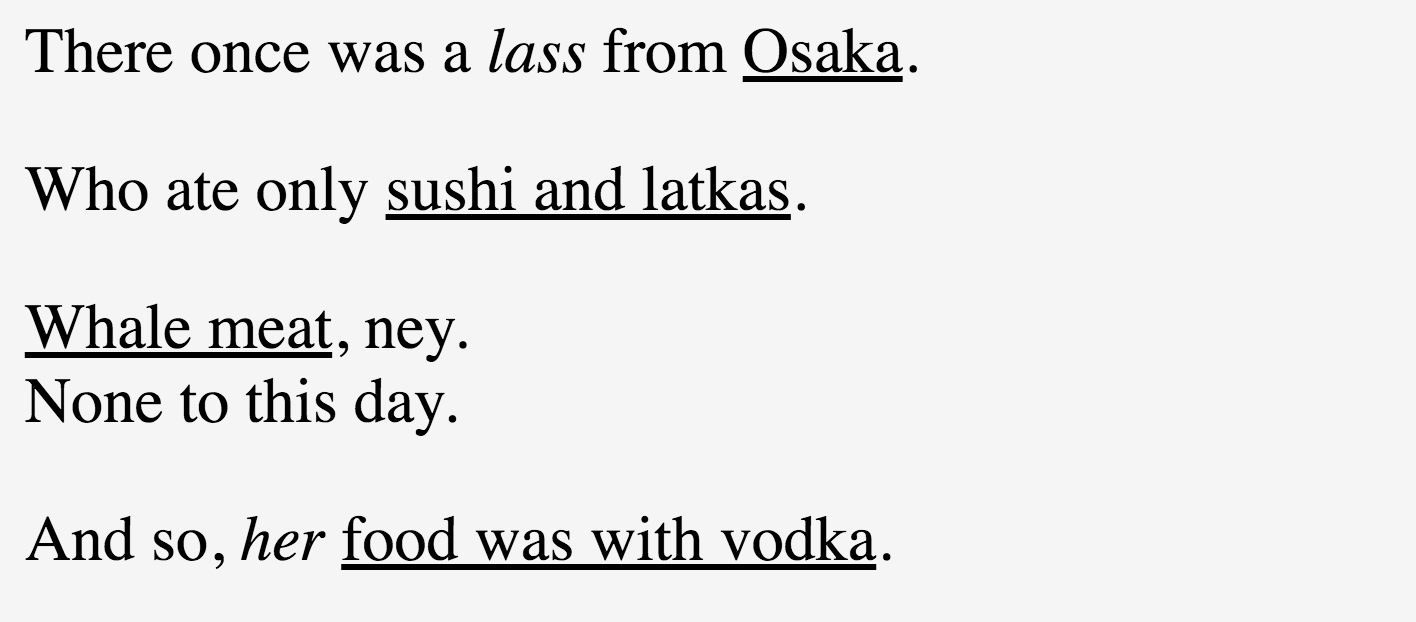 There once was a lass from Osaka.
Who ate only sushi and latkas.
Whale meat, ney.
None to this day.
And so, her food was with vodka.